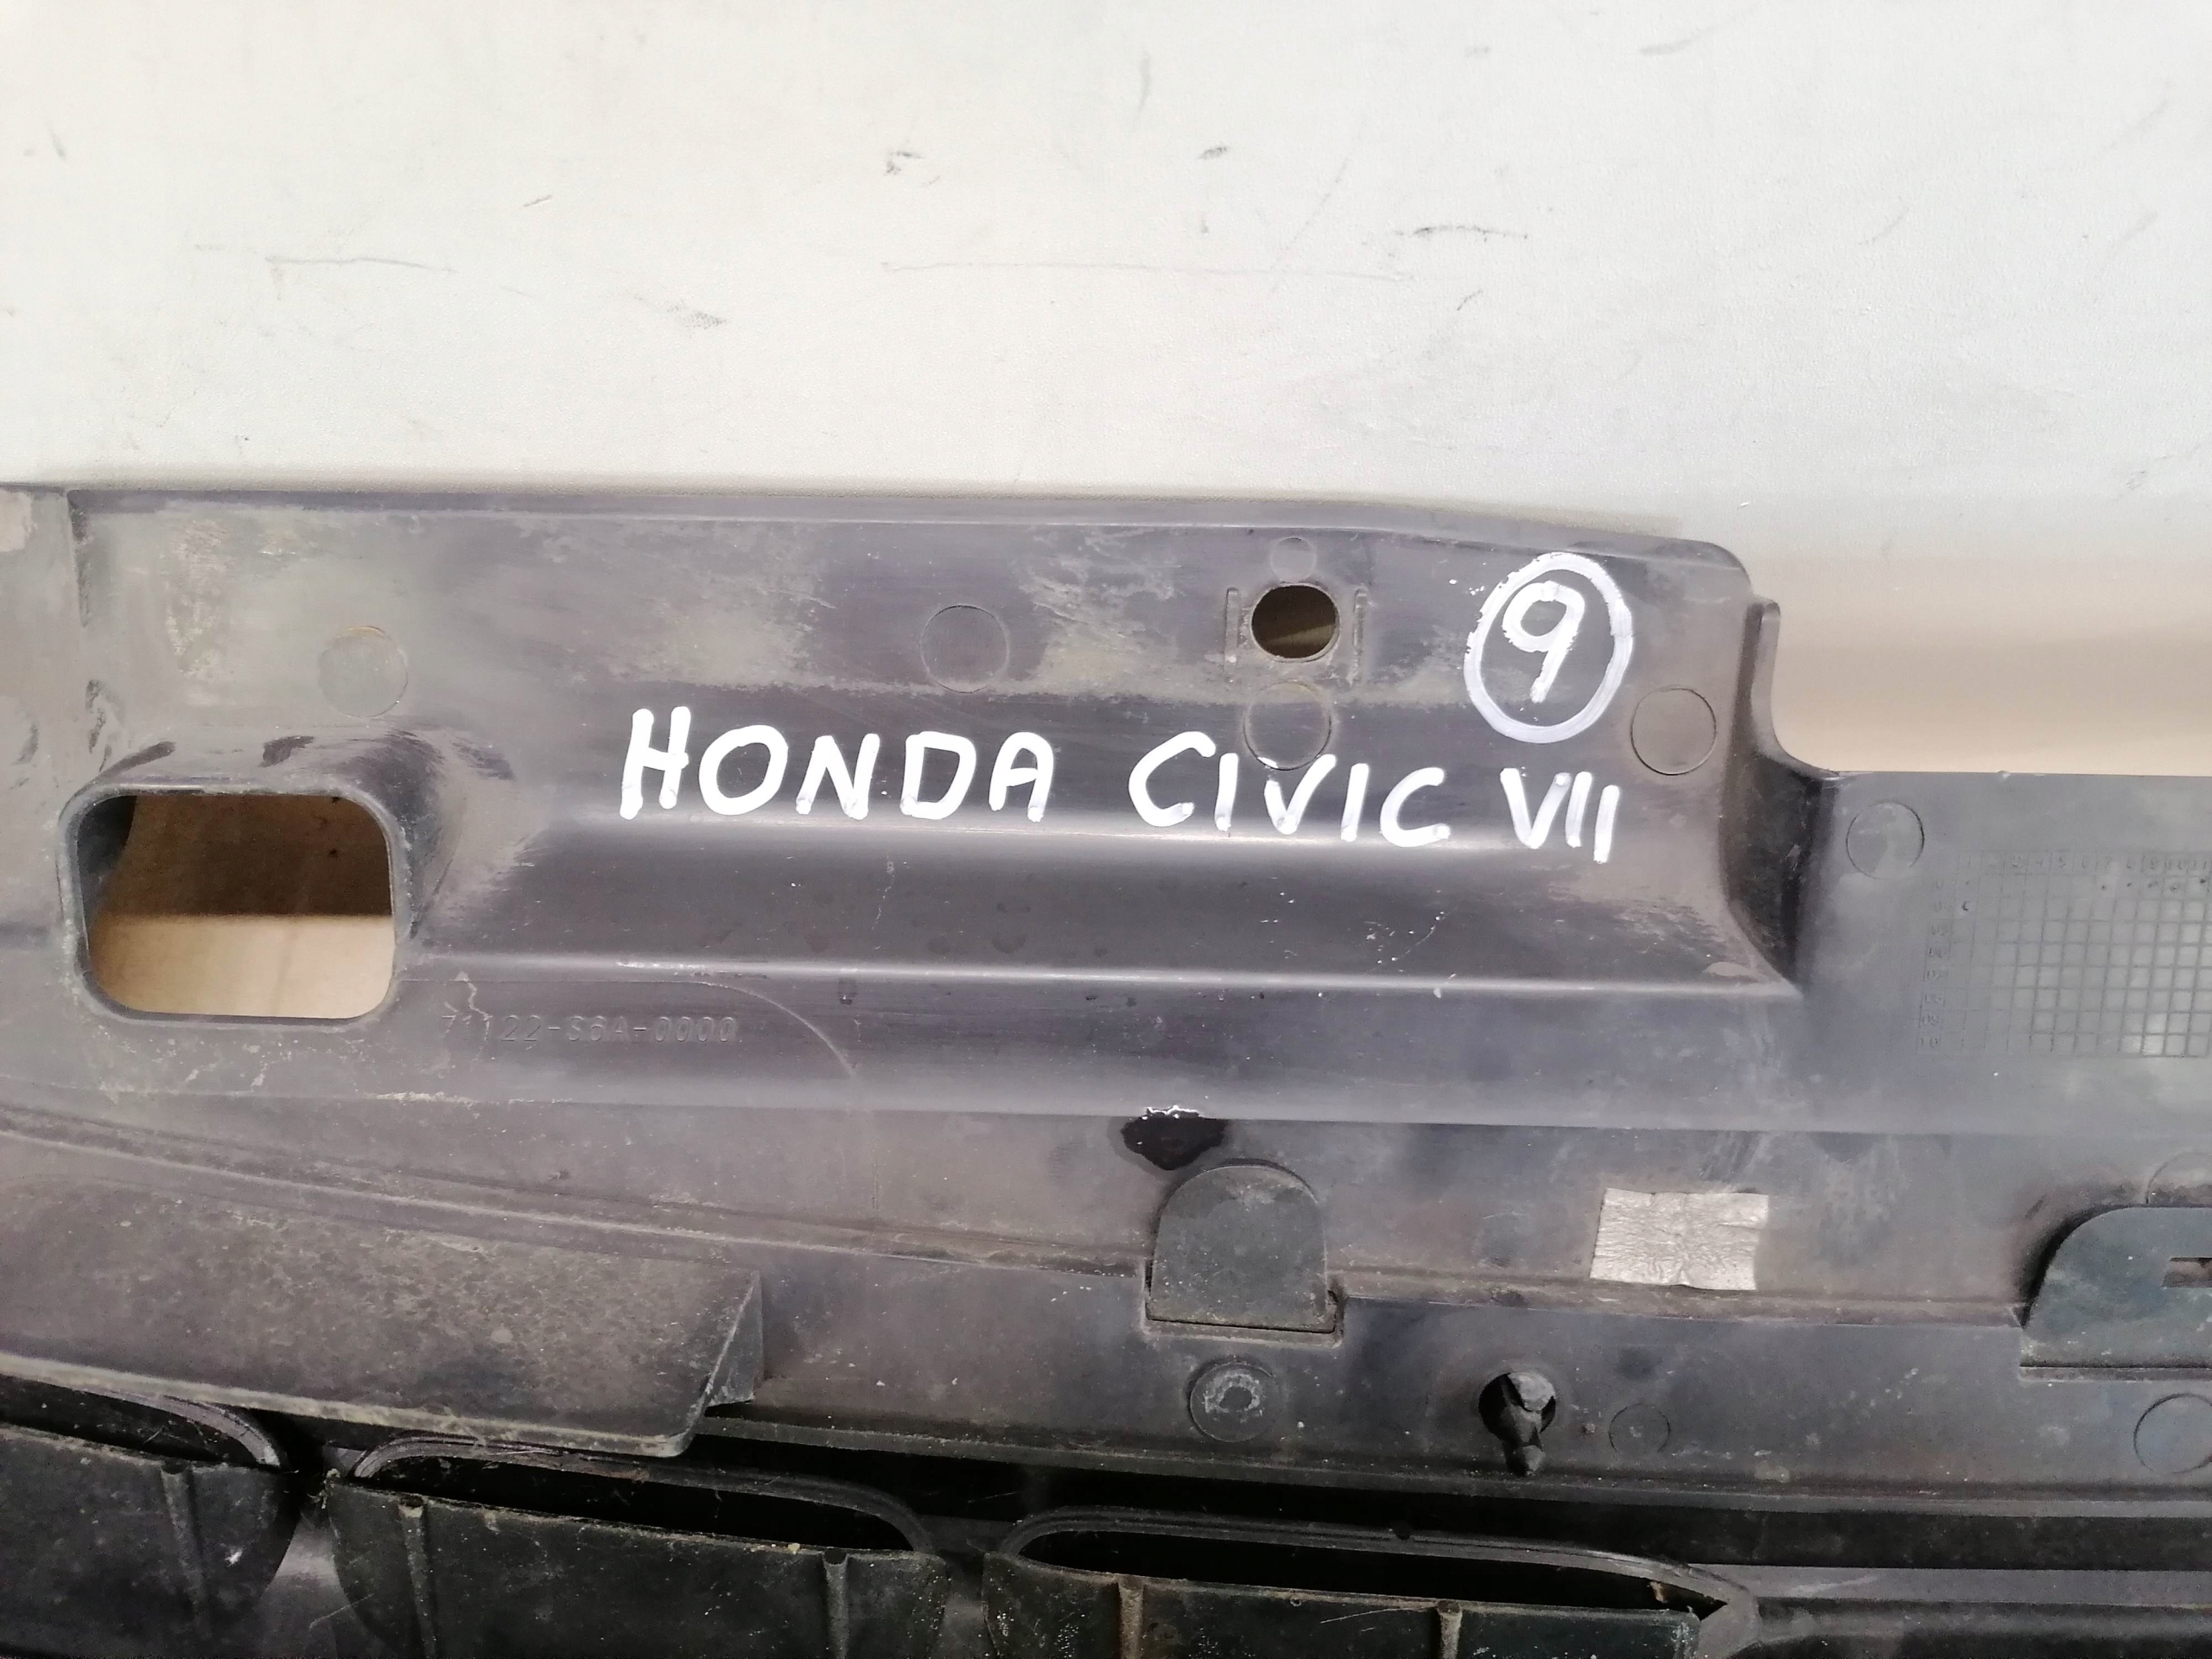 9
HONDA CIVIC VII
71122-S6A-0000